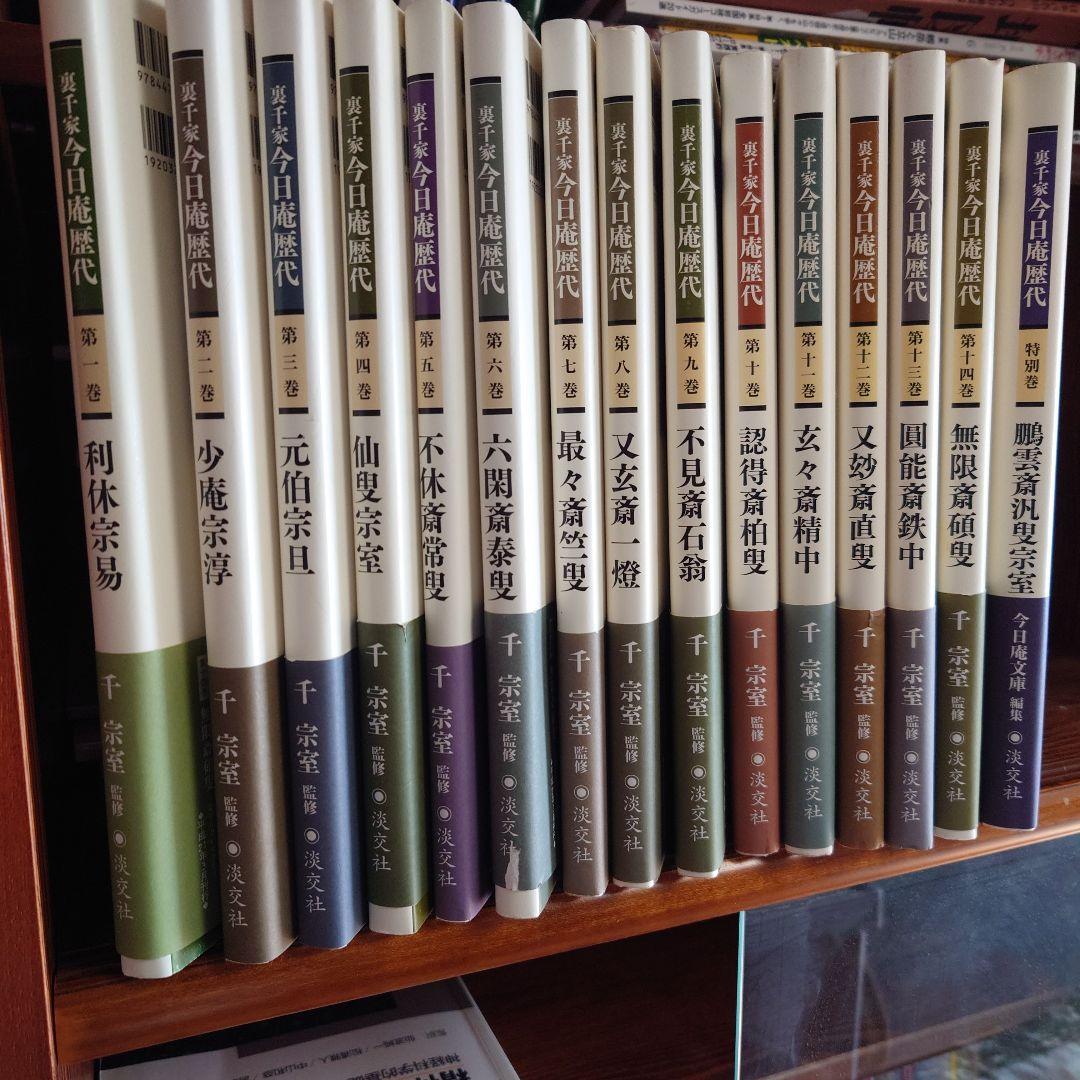 裏千家今日庵歴代 第一巻 利休宗易 千 宗室 監修 ◉ 淡交社
裏千家今日庵歴代 第二巻 少庵宗淳 千 宗室 監修 ◉ 淡交社
裏千家今日庵歴代 第三巻 元伯宗旦 千 宗室 監修 ◉ 淡交社
裏千家今日庵歴代 第四巻 仙叟宗室 千 宗室 監修 ◉ 淡交社
裏千家今日庵歴代 第五巻 不休斎常叟 千 宗室 監修 ◉ 淡交社
裏千家今日庵歴代 第六巻 六閑斎泰叟 千 宗室 監修 ◉ 淡交社
裏千家今日庵歴代 第七巻 最々斎竺叟 千 宗室 監修 ◉ 淡交社
裏千家今日庵歴代 第八巻 又玄斎一燈 千 宗室 監修 ◉ 淡交社
裏千家今日庵歴代 第九巻 不見斎石翁 千 宗室 監修 ◉ 淡交社
裏千家今日庵歴代 第十巻 認得斎柏叟 千 宗室 監修 ◉ 淡交社
裏千家今日庵歴代 第十一巻 玄々斎精中 千 宗室 監修 ◉ 淡交社
裏千家今日庵歴代 第十二巻 又玅斎直叟 千 宗室 監修 ◉ 淡交社
裏千家今日庵歴代 第十三巻 圓能斎鉄中 千 宗室 監修 ◉ 淡交社
裏千家今日庵歴代 第十四巻 無限斎碩叟 千 宗室 監修 ◉ 淡交社
裏千家今日庵歴代 特別巻 鵬雲斎汎叟宗室 今日庵文庫 編集 ◉ 淡交社
97844
19203
神経科学的基礎